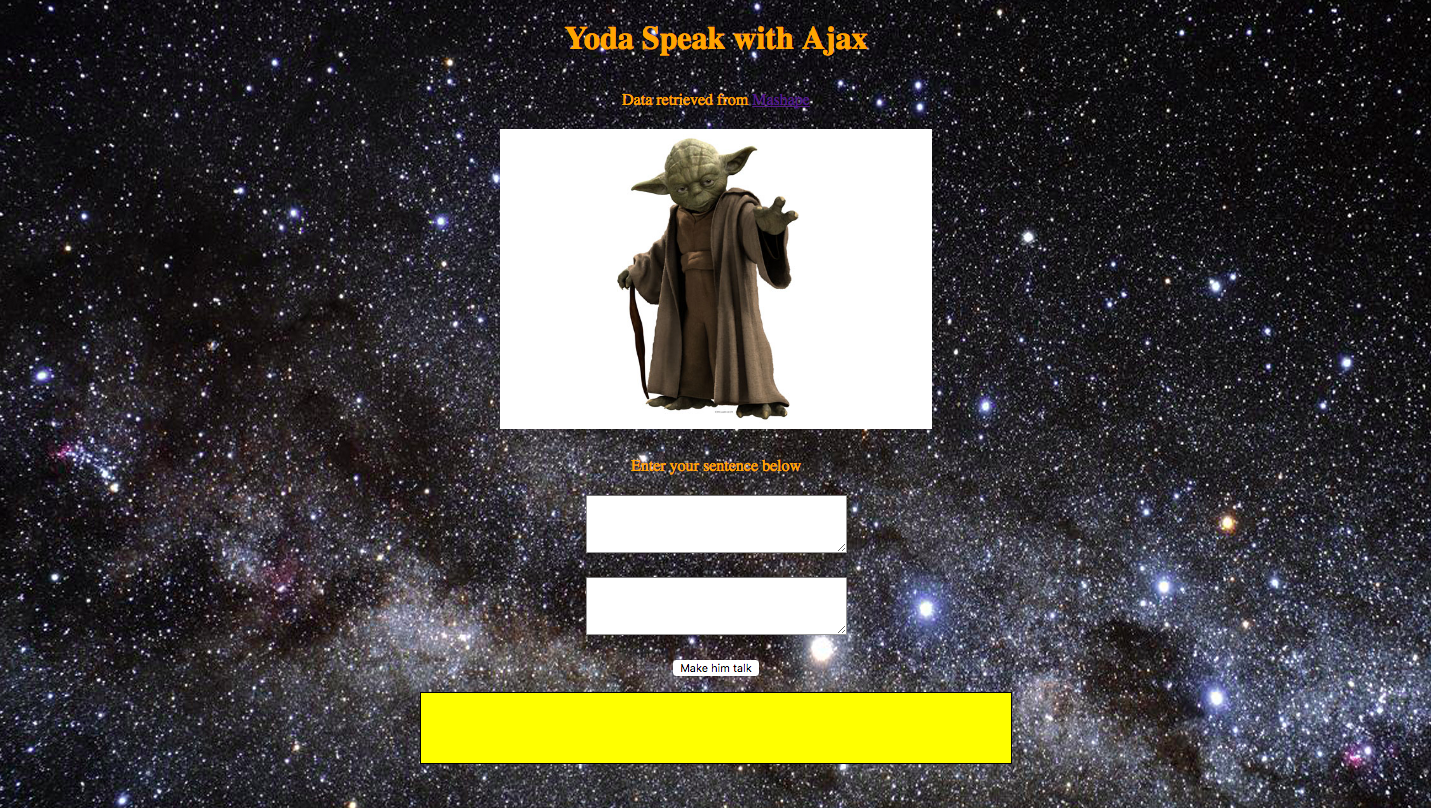 Yoda Speak with Ajax
Data retrieved from Mashape
Enter your sentence below
Make him talk